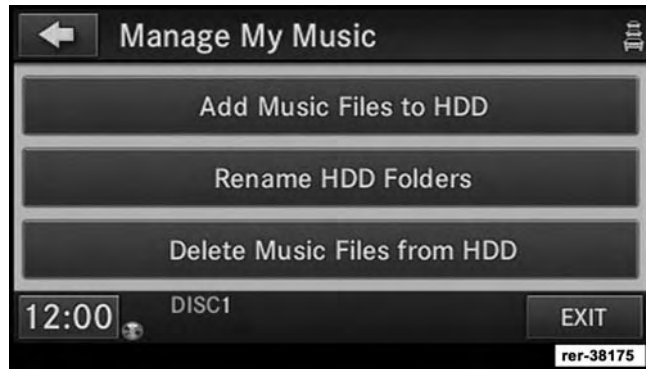 Manage My Music
Add Music Files to HDD
Rename HDD Folders
Delete Music Files from HDD
12:00 DISC1 EXIT
rer-38175